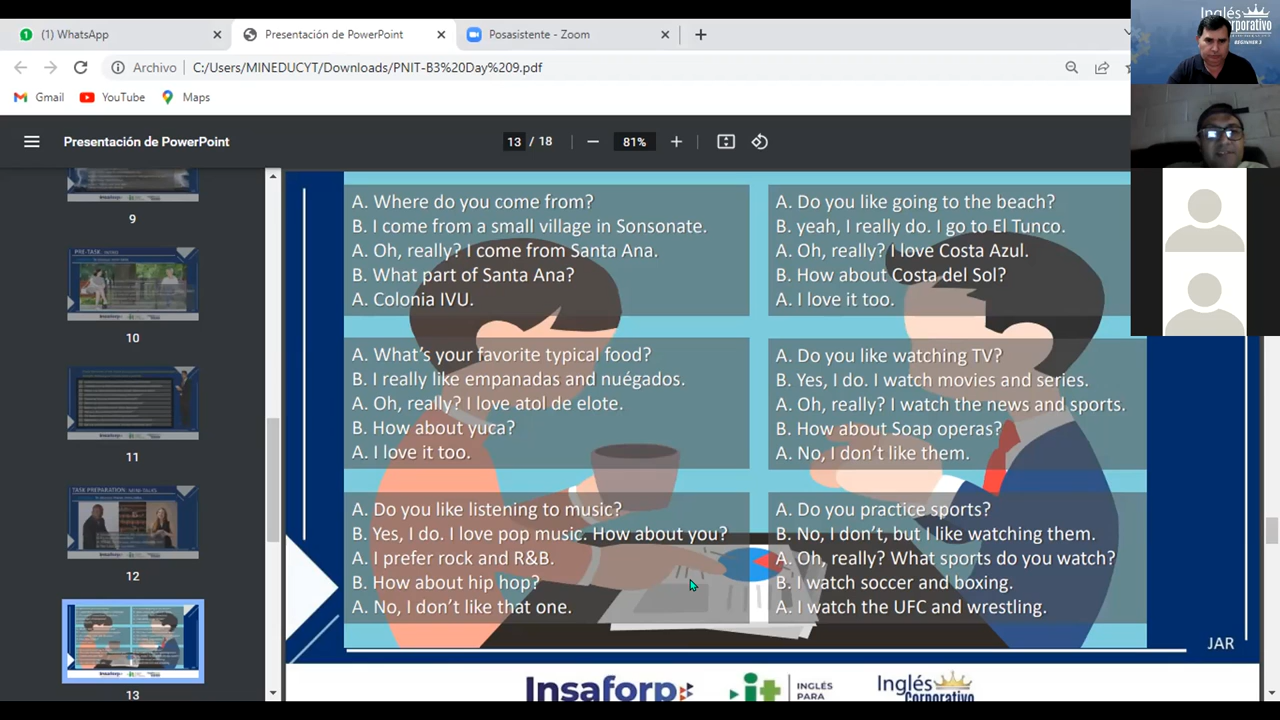 (1) WhatsApp
Presentación de PowerPoint
Posasistente - Zoom
Archivo
C:/Users/MINEDUCYT/Downloads/PNIT-B3%20Day%209.pdf
Gmail
YouTube
Maps
Presentación de PowerPoint
13 / 18
81%
Inglés
Corporativo
BEGINNER 3
9
10
11
12
13
A. Where do you come from?
B. I come from a small village in Sonsonate.
A. Oh, really? I come from Santa Ana.
B. What part of Santa Ana?
A. Colonia IVU.
A. Do you like going to the beach?
B. yeah, I really do. I go to El Tunco.
A. Oh, really? I love Costa Azul.
B. How about Costa del Sol?
A. I love it too.
A. What's your favorite typical food?
B. I really like empanadas and nuégados.
A. Oh, really? I love atol de elote.
B. How about yuca?
A. I love it too.
A. Do you like watching TV?
B. Yes, I do. I watch movies and series.
A. Oh, really? I watch the news and sports.
B. How about Soap operas?
A. No, I don't like them.
A. Do you like listening to music?
B. Yes, I do. I love pop music. How about you?
A. I prefer rock and R&B.
B. How about hip hop?
A. No, I don't like that one.
A. Do you practice sports?
B. No, I don't, but I like watching them.
A. Oh, really? What sports do you watch?
B. I watch soccer and boxing.
A. I watch the UFC and wrestling.
JAR
Insaforp
it
INGLÉS
PARA
Inglés
Corporativo